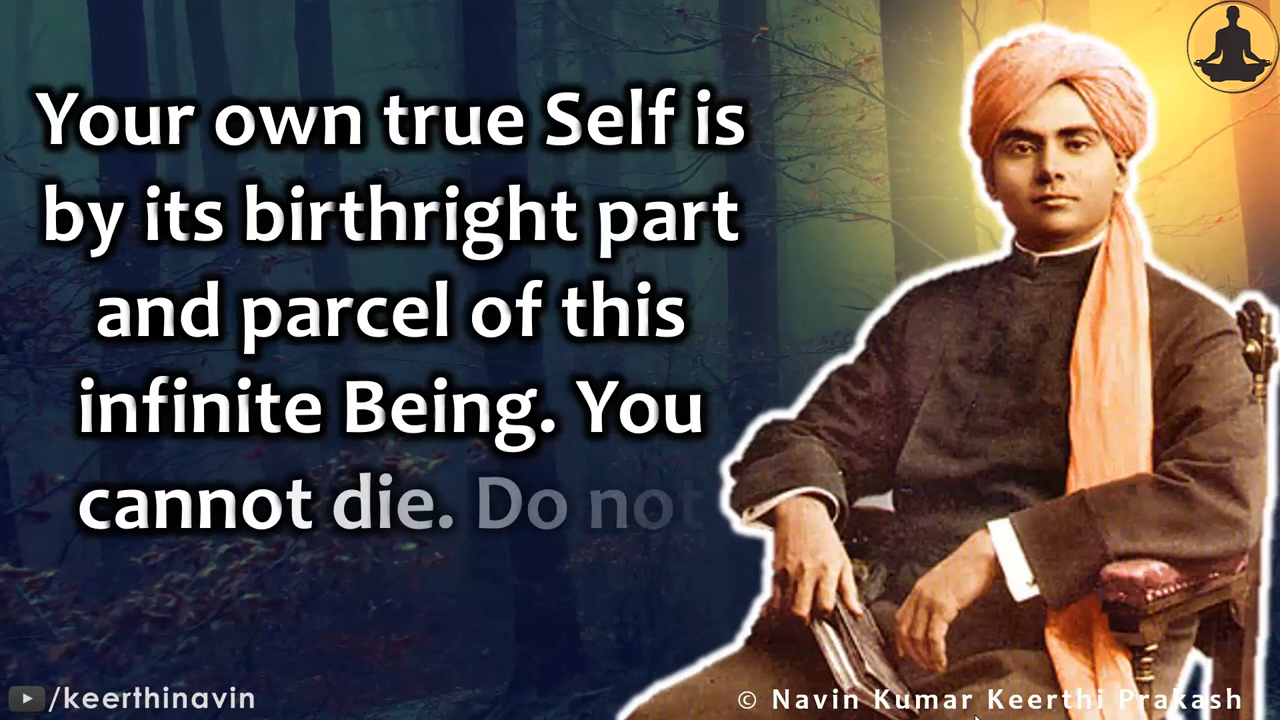 Your own true Self is
by its birthright part
and parcel of this
infinite Being. You
cannot die. Do not
/keerthinavin
© Navin Kumar Keerthi Prakash